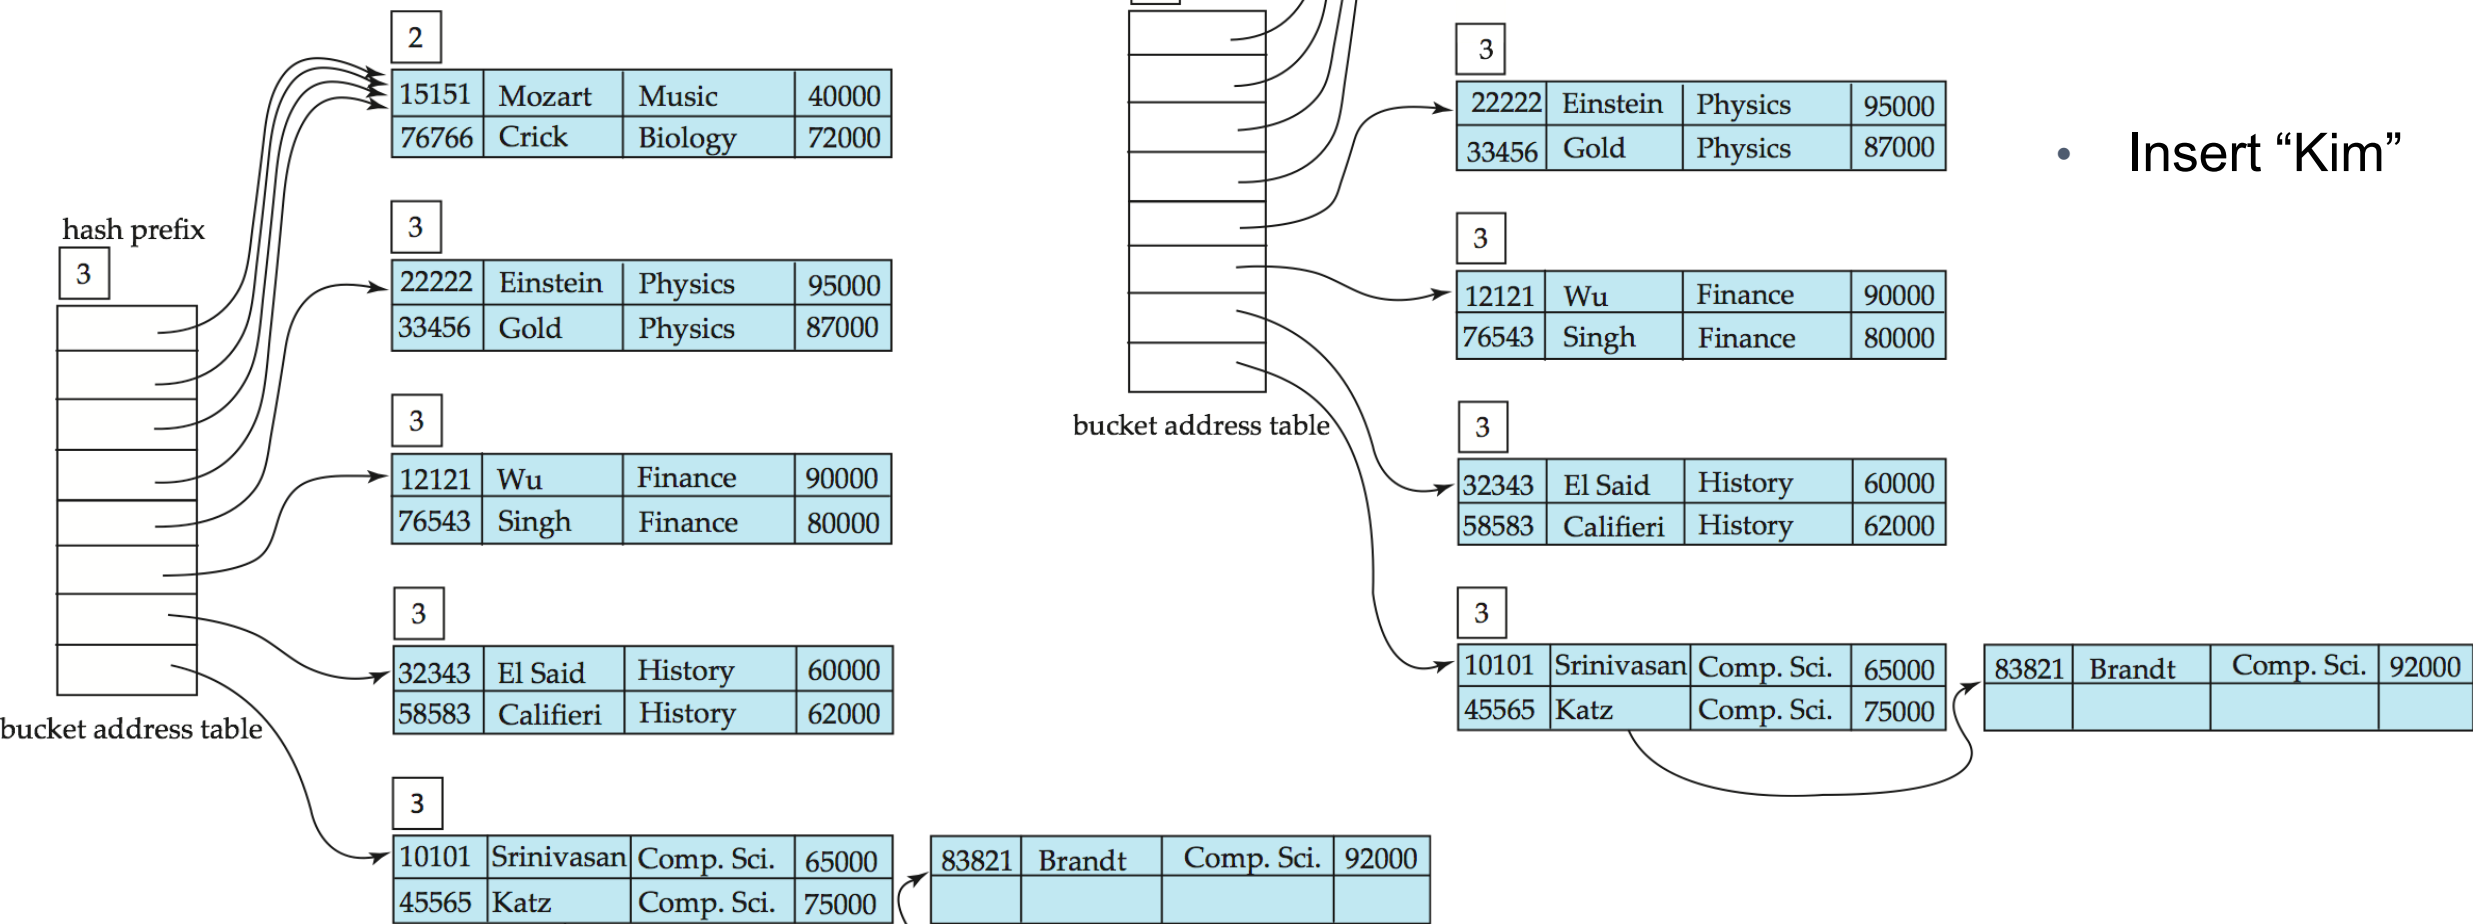 2
15151 Mozart Music 40000
76766 Crick Biology 72000
hash prefix
3
3
22222 Einstein Physics 95000
33456 Gold Physics 87000
3
12121 Wu Finance 90000
76543 Singh Finance 80000
3
32343 El Said History 60000
58583 Califieri History 62000
bucket address table
3
10101 Srinivasan Comp. Sci. 65000
45565 Katz Comp. Sci. 75000
83821 Brandt Comp. Sci. 92000
3
22222 Einstein Physics 95000
33456 Gold Physics 87000
3
12121 Wu Finance 90000
76543 Singh Finance 80000
bucket address table
3
32343 El Said History 60000
58583 Califieri History 62000
3
10101 Srinivasan Comp. Sci. 65000
45565 Katz Comp. Sci. 75000
83821 Brandt Comp. Sci. 92000
• Insert “Kim”